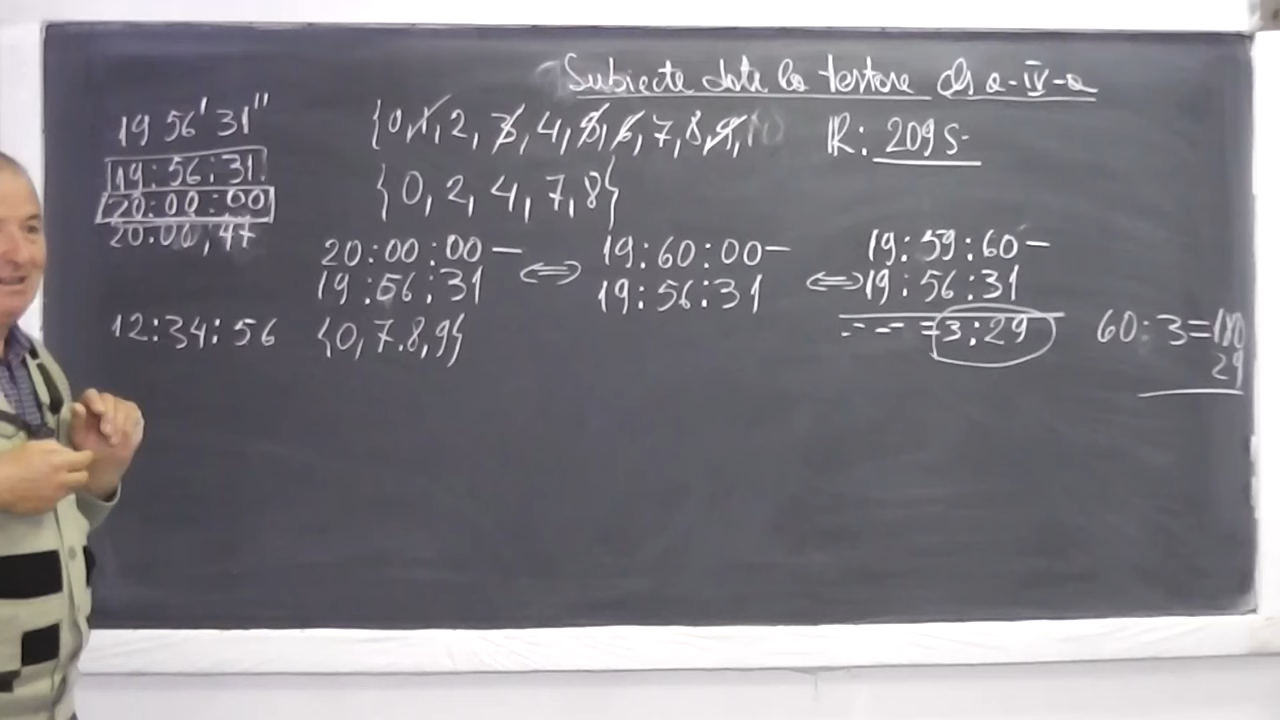 Subiecte date la testare cls a-IV-a
19 56' 31''
{0, 1, 2, 3, 4, 5, 6, 7, 8, 9,
R: 209 s.
19:56:31
{0, 2, 4, 7, 8}
20:00:00
20:00:47
20:00:00 − ⇔ 19:60:00 − ⇔ 19:59:60 −
19:56:31 19:56:31 19:56:31
12:34:56 {0, 7.8, 9}
-- -- = 3:29
60:3=180
29